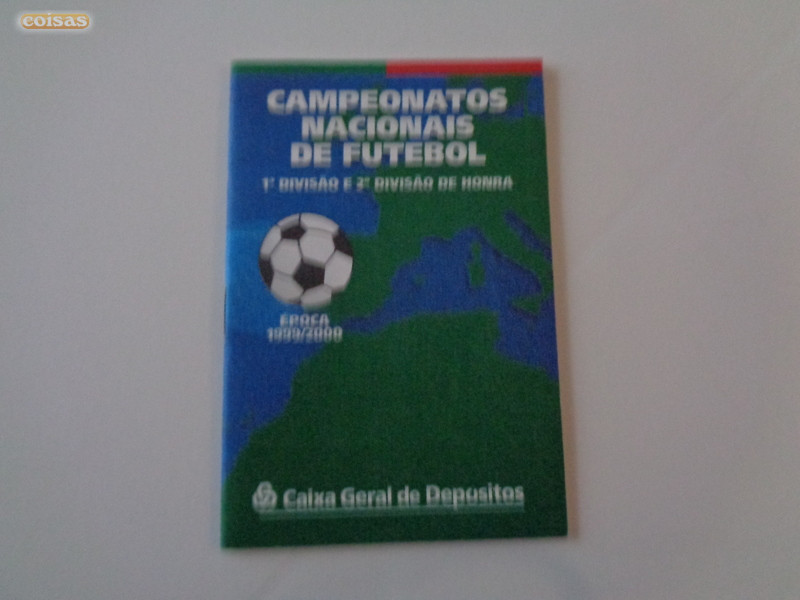 coisas
CAMPEONATOS
NACIONAIS
DE FUTEBOL
1ª DIVISÃO E 2ª DIVISÃO DE HONRA
ÉPOCA
1999/2000
Caixa Geral de Depósitos